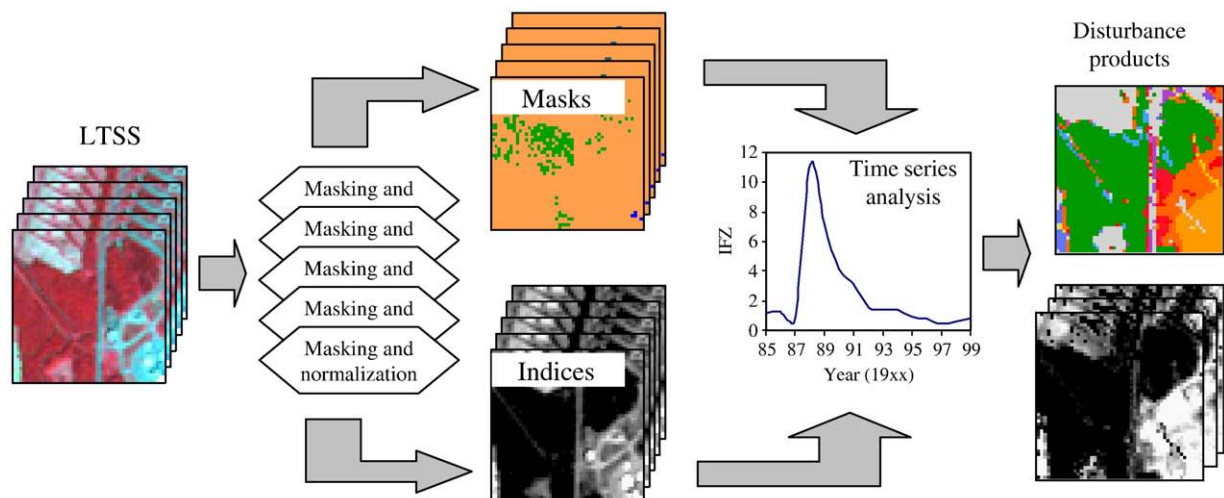 LTSS
Masking and
Masking and
Masking and
Masking and
Masking and
normalization
Masks
Indices
Time series
analysis
IFZ
12
10
8
6
4
2
0
85 87 89 91 93 95 97 99
Year (19xx)
Disturbance
products